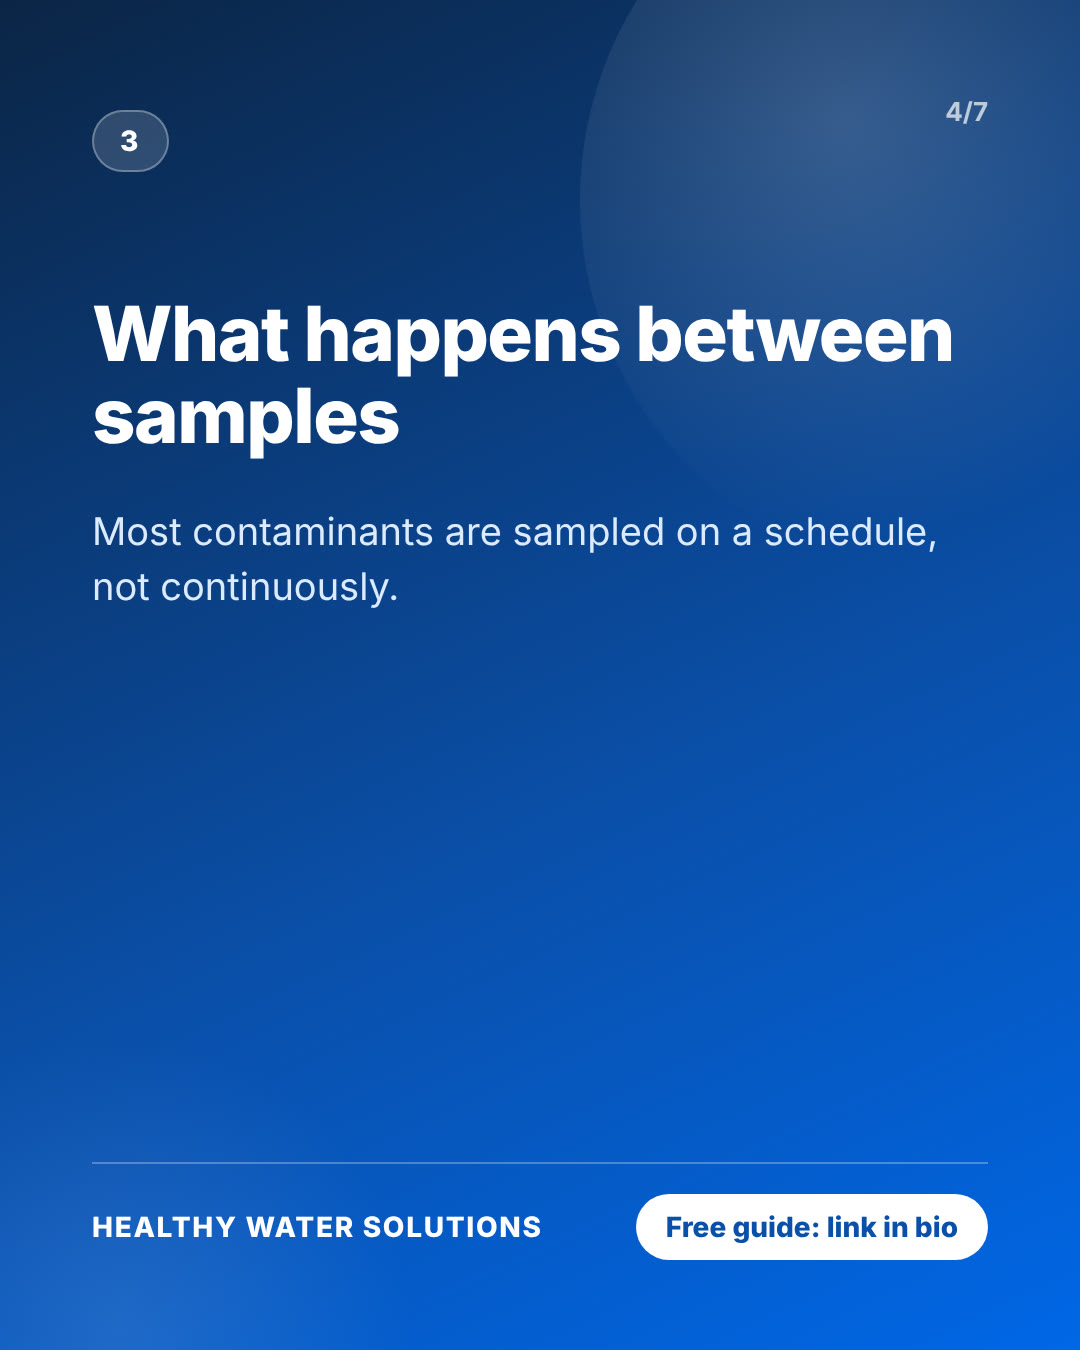 3
4/7
What happens between
samples
Most contaminants are sampled on a schedule,
not continuously.
HEALTHY WATER SOLUTIONS
Free guide: link in bio